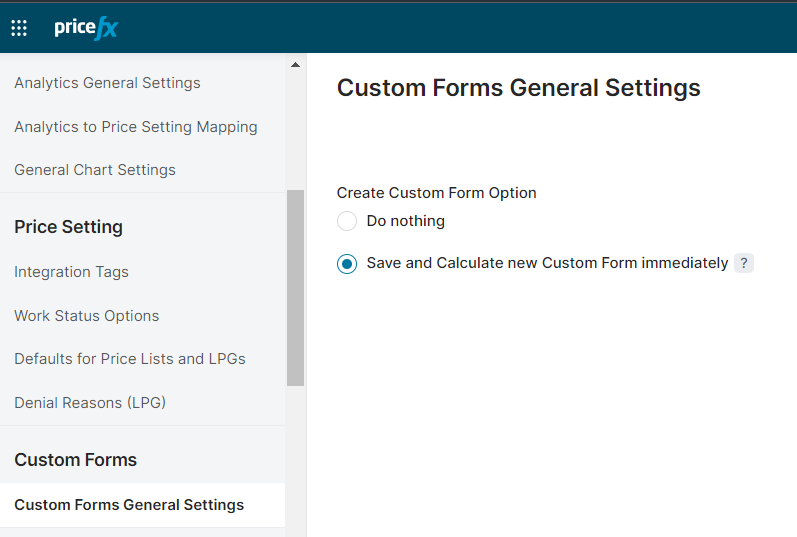 pricefx
Analytics General Settings
Analytics to Price Setting Mapping
General Chart Settings
Price Setting
Integration Tags
Work Status Options
Defaults for Price Lists and LPGs
Denial Reasons (LPG)
Custom Forms
Custom Forms General Settings
Custom Forms General Settings
Create Custom Form Option
Do nothing
Save and Calculate new Custom Form immediately ?